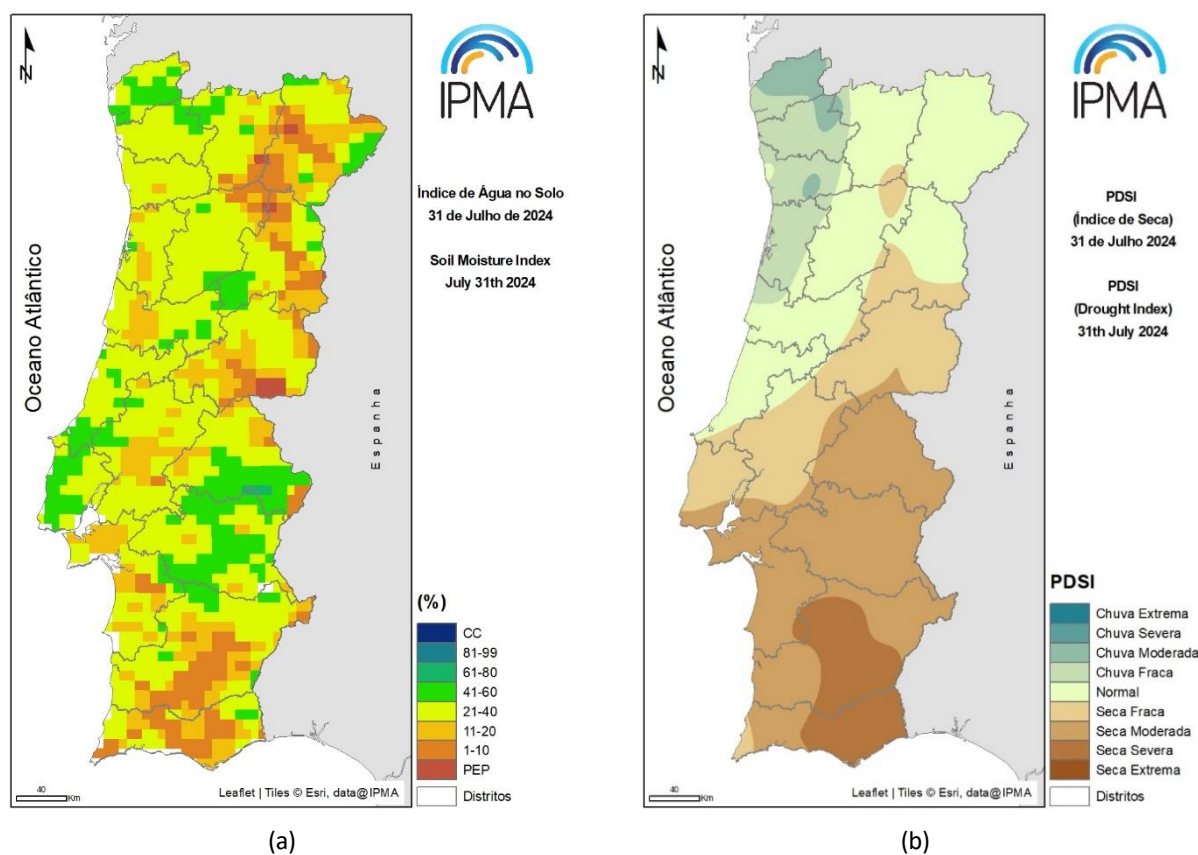 N
IPMA
Índice de Água no Solo
31 de Julho de 2024
Soil Moisture Index
July 31th 2024
Oceano Atlântico
Espanha
(%)
CC
81-99
61-80
41-60
21-40
11-20
1-10
PEP
Distritos
40
Km
Leaflet | Tiles © Esri, data@IPMA
(a)
N
IPMA
PDSI
(Índice de Seca)
31 de Julho 2024
PDSI
(Drought Index)
31th July 2024
Oceano Atlântico
Espanha
PDSI
Chuva Extrema
Chuva Severa
Chuva Moderada
Chuva Fraca
Normal
Seca Fraca
Seca Moderada
Seca Severa
Seca Extrema
Distritos
40
Km
Leaflet | Tiles © Esri, data@IPMA
(b)